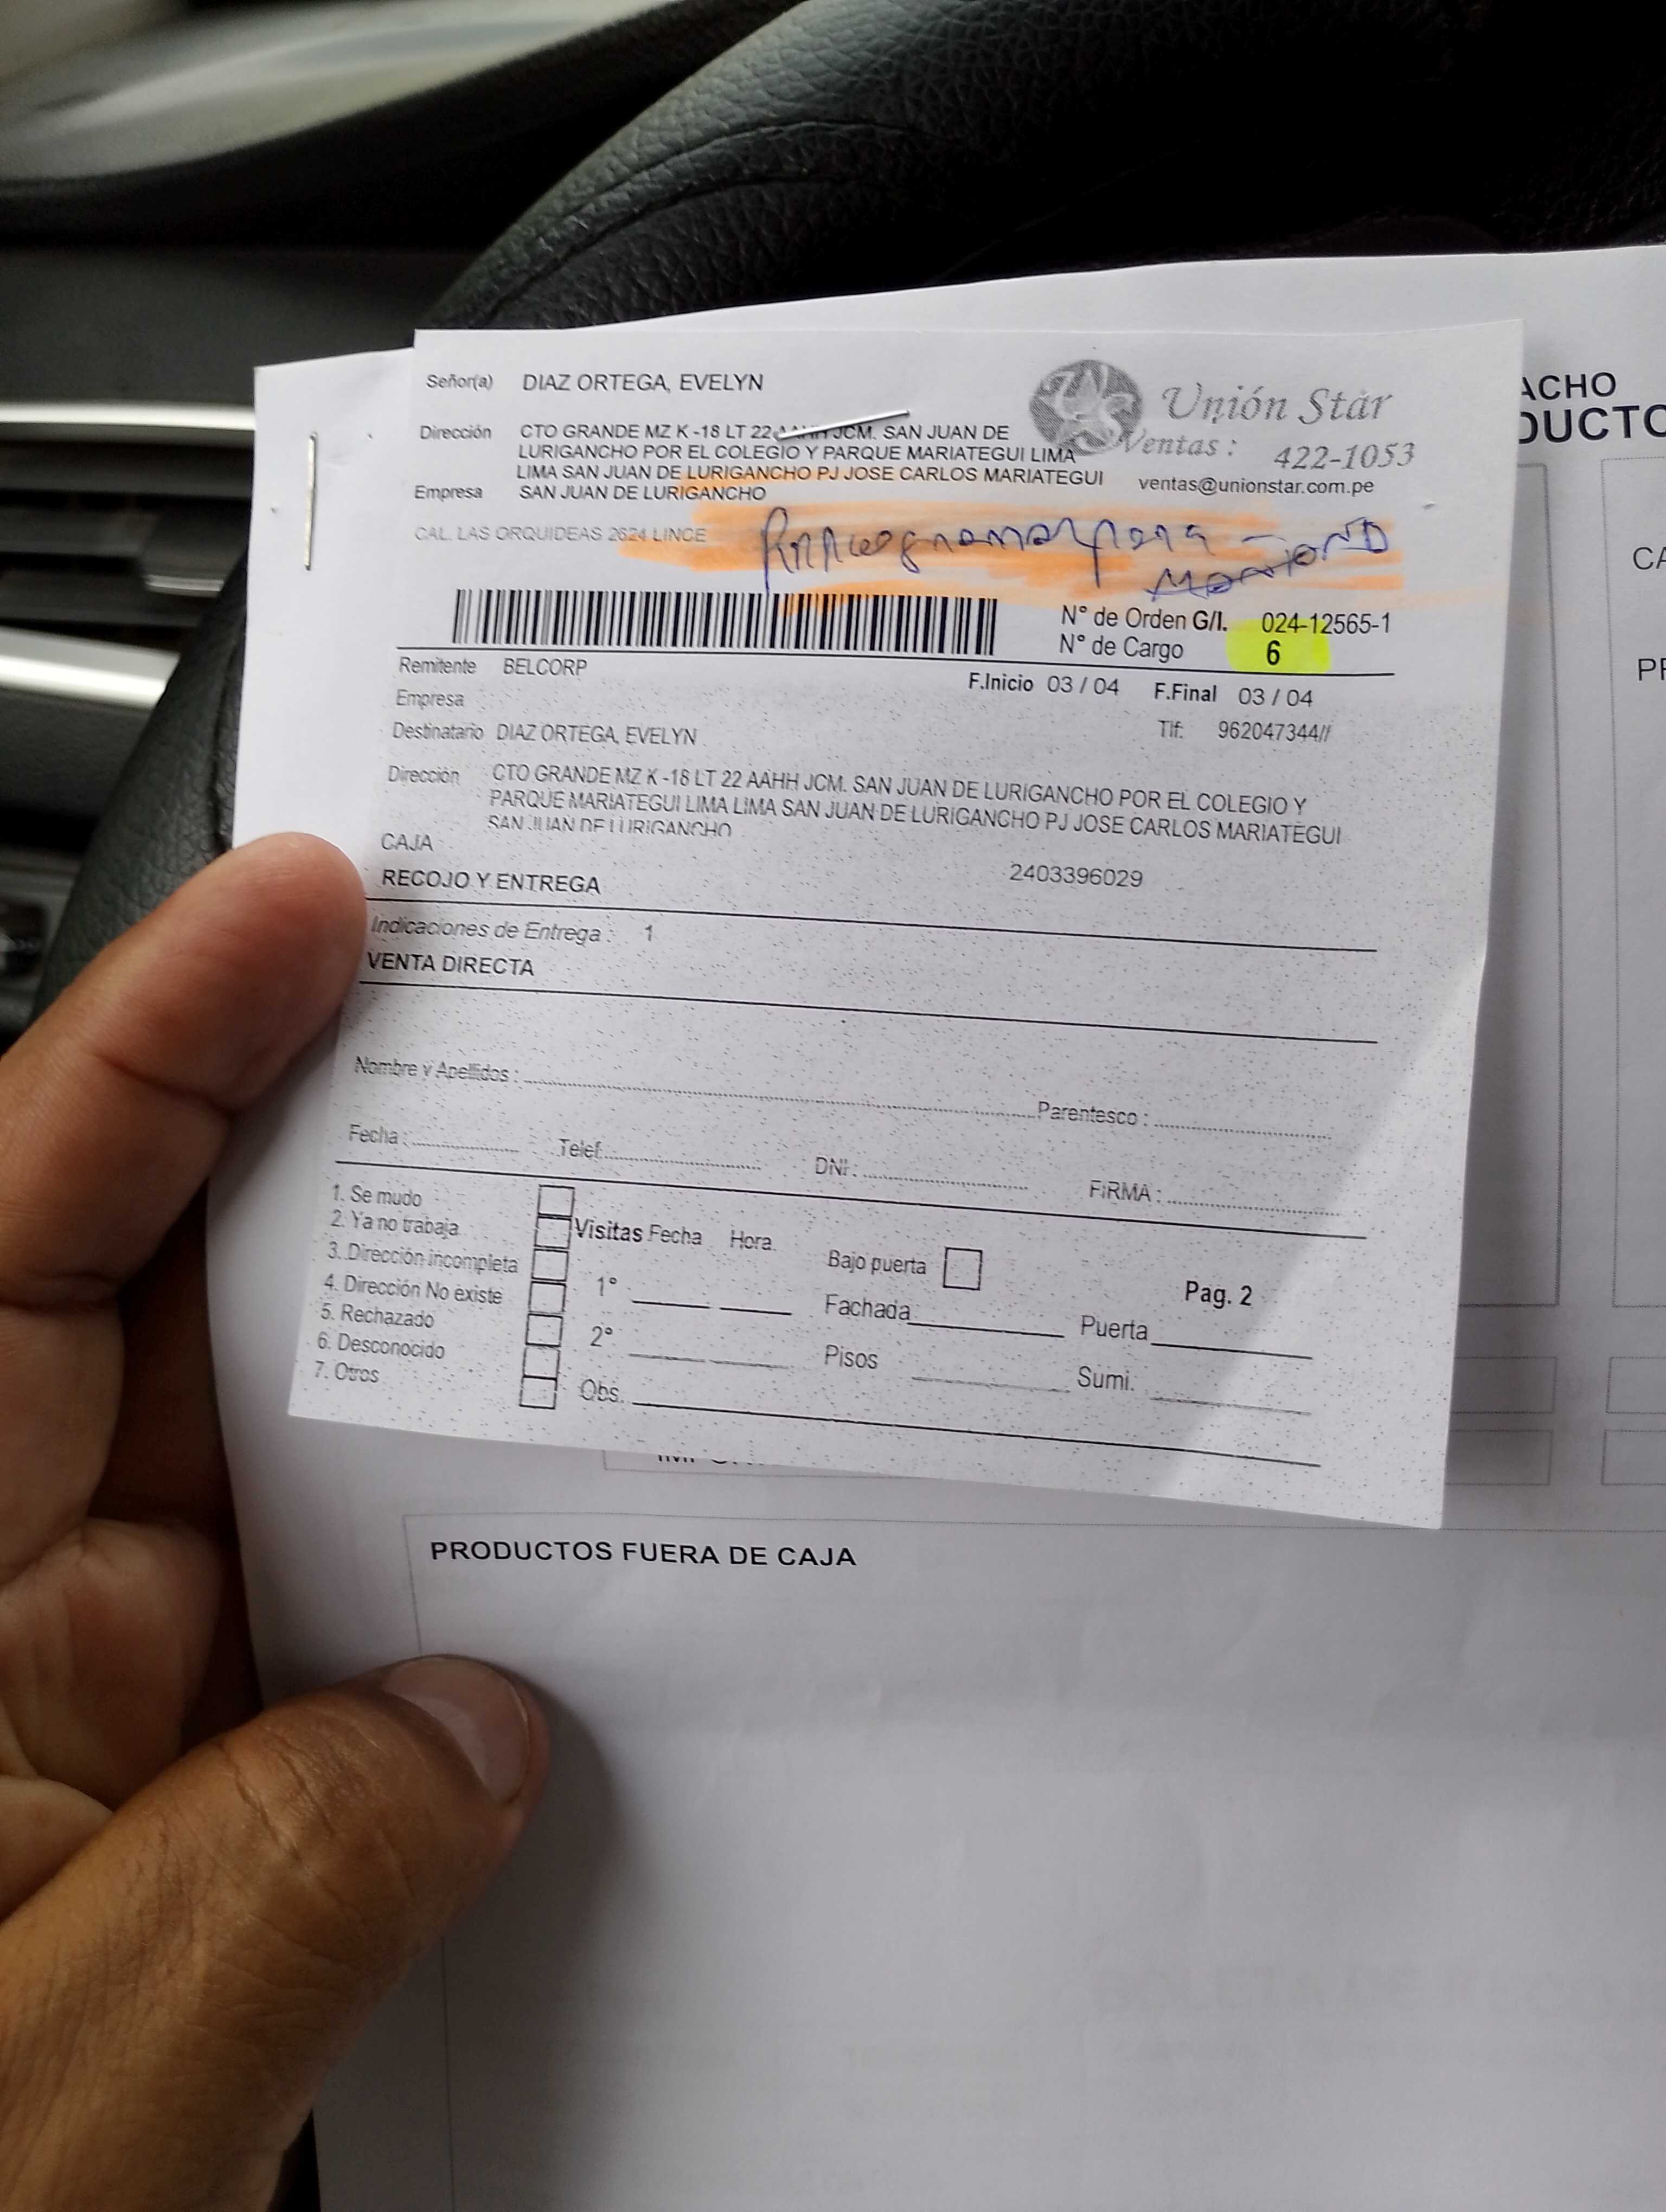 Señor(a) DIAZ ORTEGA, EVELYN
Unión Star
Ventas : 422-1053
ventas@unionstar.com.pe
Dirección CTO GRANDE MZ K -18 LT 22 AAHH JCM. SAN JUAN DE
LURIGANCHO POR EL COLEGIO Y PARQUE MARIATEGUI LIMA
LIMA SAN JUAN DE LURIGANCHO PJ JOSE CARLOS MARIATEGUI
Empresa SAN JUAN DE LURIGANCHO
CAL. LAS ORQUIDEAS 2624 LINCE
N° de Orden G/I. 024-12565-1
N° de Cargo 6
Remitente BELCORP
F.Inicio 03 / 04 F.Final 03 / 04
Empresa
Tlf: 962047344//
Destinatario DIAZ ORTEGA, EVELYN
Dirección CTO GRANDE MZ K -18 LT 22 AAHH JCM. SAN JUAN DE LURIGANCHO POR EL COLEGIO Y
PARQUE MARIATEGUI LIMA LIMA SAN JUAN DE LURIGANCHO PJ JOSE CARLOS MARIATEGUI
SAN JUAN DE LURIGANCHO
CAJA
2403396029
RECOJO Y ENTREGA
Indicaciones de Entrega : 1
VENTA DIRECTA
Nombre y Apellidos : Parentesco :
Fecha : Telef: DNI : FIRMA :
1. Se mudo
2. Ya no trabaja
3. Dirección incompleta
4. Dirección No existe
5. Rechazado
6. Desconocido
7. Otros
Visitas Fecha Hora
1°
2°
Obs.
Bajo puerta
Pag. 2
Fachada Puerta
Pisos Sumi.
ACHO
DUCTO
CA
PRODUCTOS FUERA DE CAJA